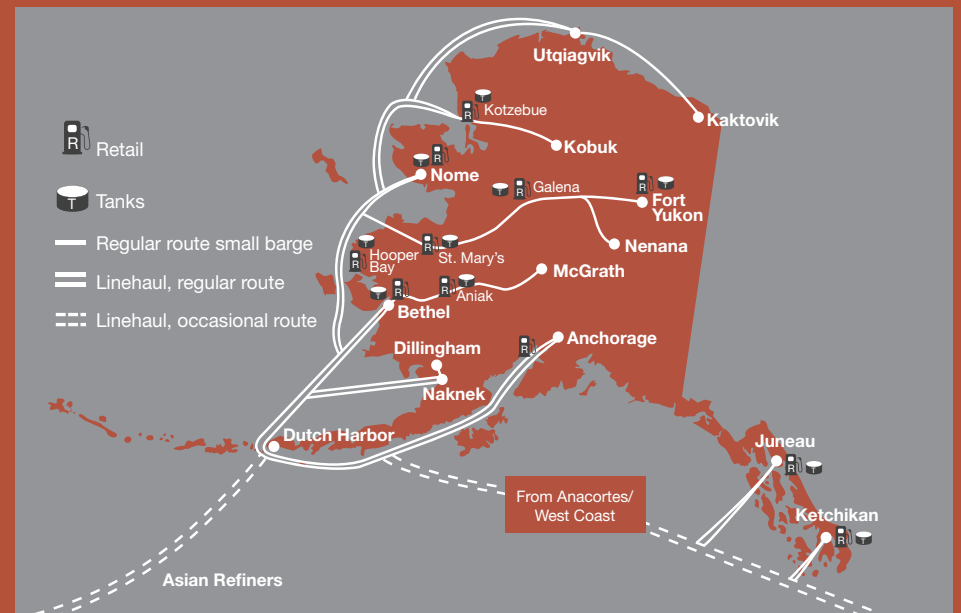 Utqiagvik
Kaktovik
R
T
Kotzebue
Kobuk
R
Retail
T
Tanks
Regular route small barge
Linehaul, regular route
Linehaul, occasional route
T
R
Nome
T
R
Galena
R
T
Fort
Yukon
Nenana
T
R
Hooper
Bay
R
T
St. Mary's
McGrath
T
R
Bethel
R
T
Aniak
R
Anchorage
Dillingham
Naknek
Dutch Harbor
Juneau
R
T
From Anacortes/
West Coast
Ketchikan
R
T
Asian Refiners